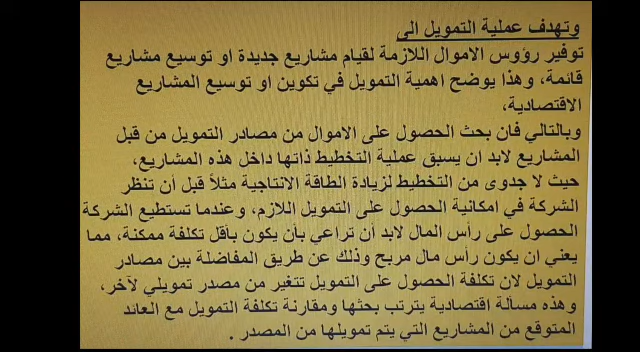 وتهدف عملية التمويل الى
توفير رؤوس الاموال اللازمة لقيام مشاريع جديدة او توسيع مشاريع
قائمة، وهذا يوضح اهمية التمويل في تكوين او توسيع المشاريع
الاقتصادية،
وبالتالي فان بحث الحصول على الاموال من مصادر التمويل من قبل
المشاريع لابد ان يسبق عملية التخطيط ذاتها داخل هذه المشاريع،
حيث لا جدوى من التخطيط لزيادة الطاقة الانتاجية مثلاً قبل أن تنظر
الشركة في امكانية الحصول على التمويل اللازم، وعندما تستطيع الشركة
الحصول على رأس المال لابد أن تراعي بأن يكون بأقل تكلفة ممكنة، مما
يعني ان يكون رأس مال مربح وذلك عن طريق المفاضلة بين مصادر
التمويل لان تكلفة الحصول على التمويل تتغير من مصدر تمويلي لآخر،
وهذه مسألة اقتصادية يترتب بحثها ومقارنة تكلفة التمويل مع العائد
المتوقع من المشاريع التي يتم تمويلها من المصدر .